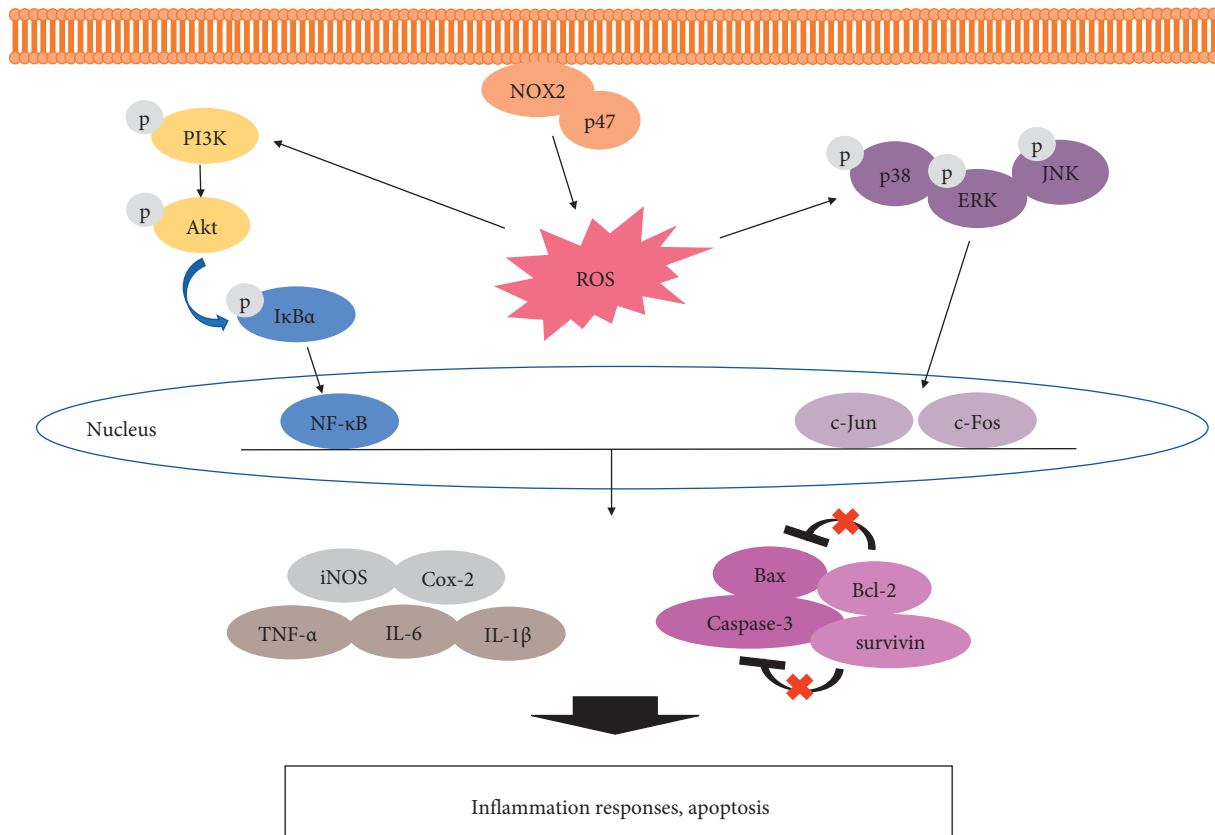 NOX2
p47
p
PI3K
p
Akt
p
IκBα
ROS
p
p38
p
ERK
p
JNK
Nucleus
NF-κB
c-Jun
c-Fos
iNOS
Cox-2
TNF-α
IL-6
IL-1β
Bax
Bcl-2
Caspase-3
survivin
Inflammation responses, apoptosis